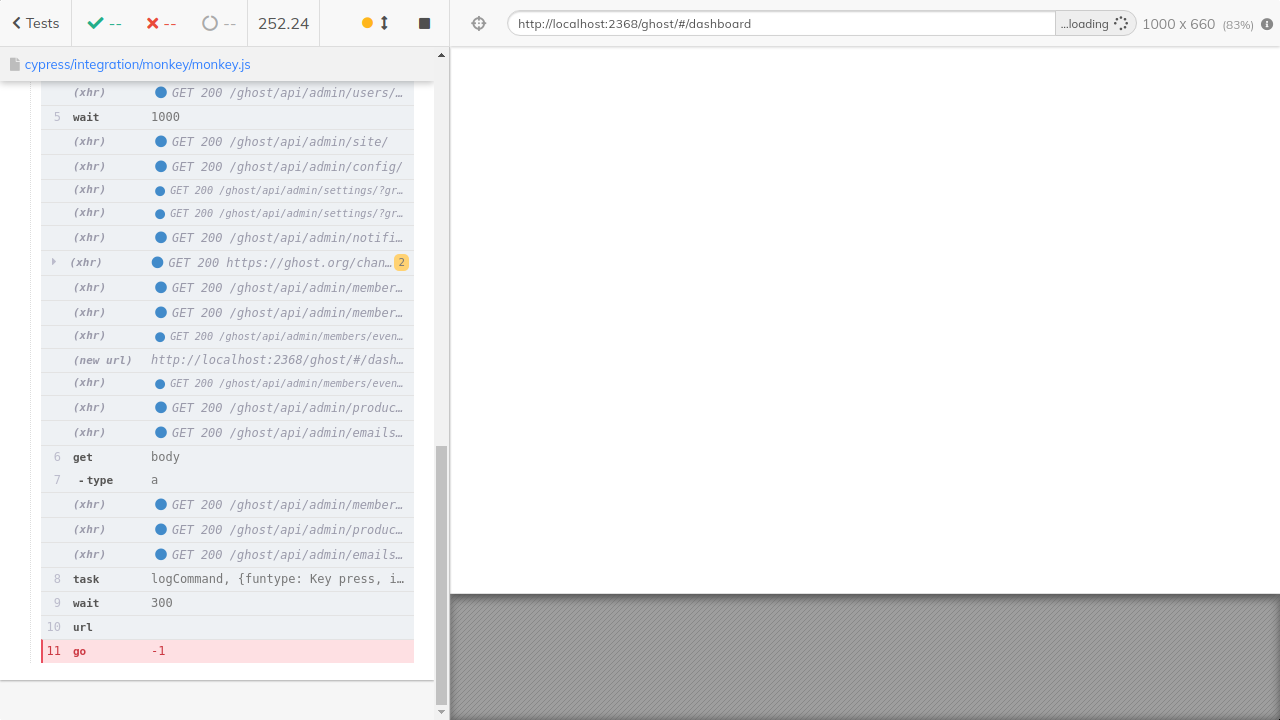 Tests -- -- -- 252.24 http://localhost:2368/ghost/#/dashboard ...loading 1000 x 660 (83%)
cypress/integration/monkey/monkey.js
(xhr) GET 200 /ghost/api/admin/users/…
5 wait 1000
(xhr) GET 200 /ghost/api/admin/site/
(xhr) GET 200 /ghost/api/admin/config/
(xhr) GET 200 /ghost/api/admin/settings/?gr…
(xhr) GET 200 /ghost/api/admin/settings/?gr…
(xhr) GET 200 /ghost/api/admin/notifi…
(xhr) GET 200 https://ghost.org/chan… 2
(xhr) GET 200 /ghost/api/admin/member…
(xhr) GET 200 /ghost/api/admin/member…
(xhr) GET 200 /ghost/api/admin/members/even…
(new url) http://localhost:2368/ghost/#/dash…
(xhr) GET 200 /ghost/api/admin/members/even…
(xhr) GET 200 /ghost/api/admin/produc…
(xhr) GET 200 /ghost/api/admin/emails…
6 get body
7 -type a
(xhr) GET 200 /ghost/api/admin/member…
(xhr) GET 200 /ghost/api/admin/produc…
(xhr) GET 200 /ghost/api/admin/emails…
8 task logCommand, {funtype: Key press, i…
9 wait 300
10 url
11 go -1